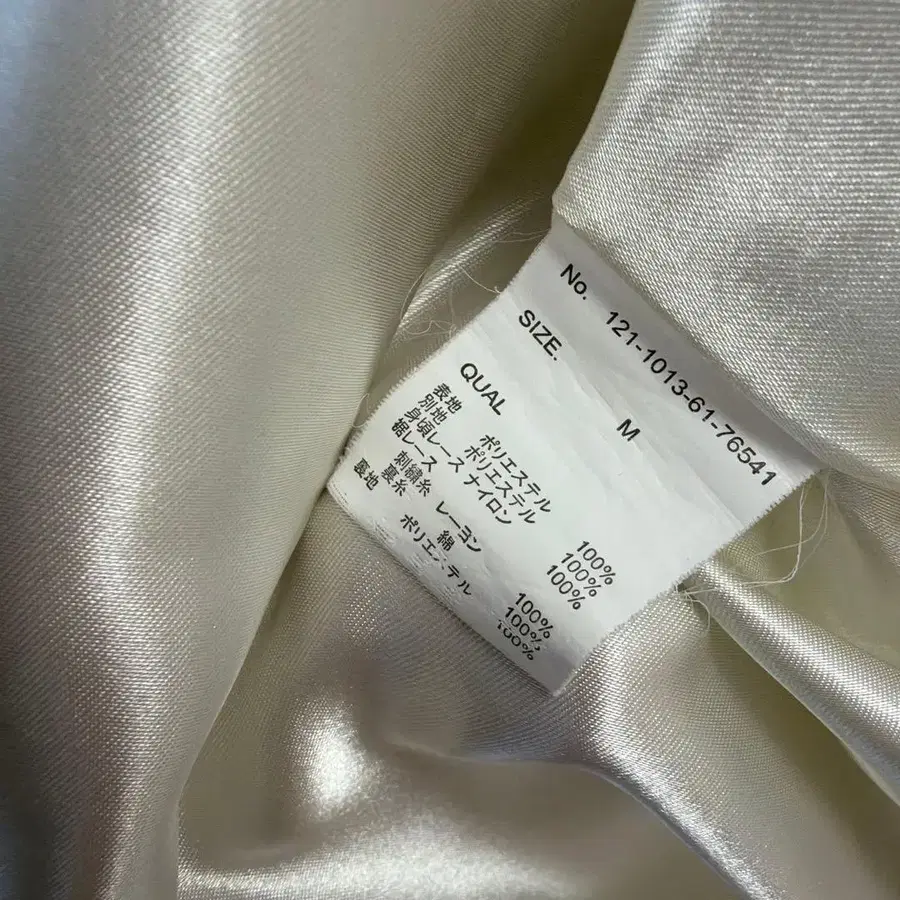 No. 121-1013-61-76541
SIZE. M
QUAL
表地 ポリエステル 100%
別地 ポリエステル 100%
身頃レース ナイロン 100%
裾レース
刺繍糸 レーヨン 100%
裏糸 綿 100%
裏地 ポリエステル 100%